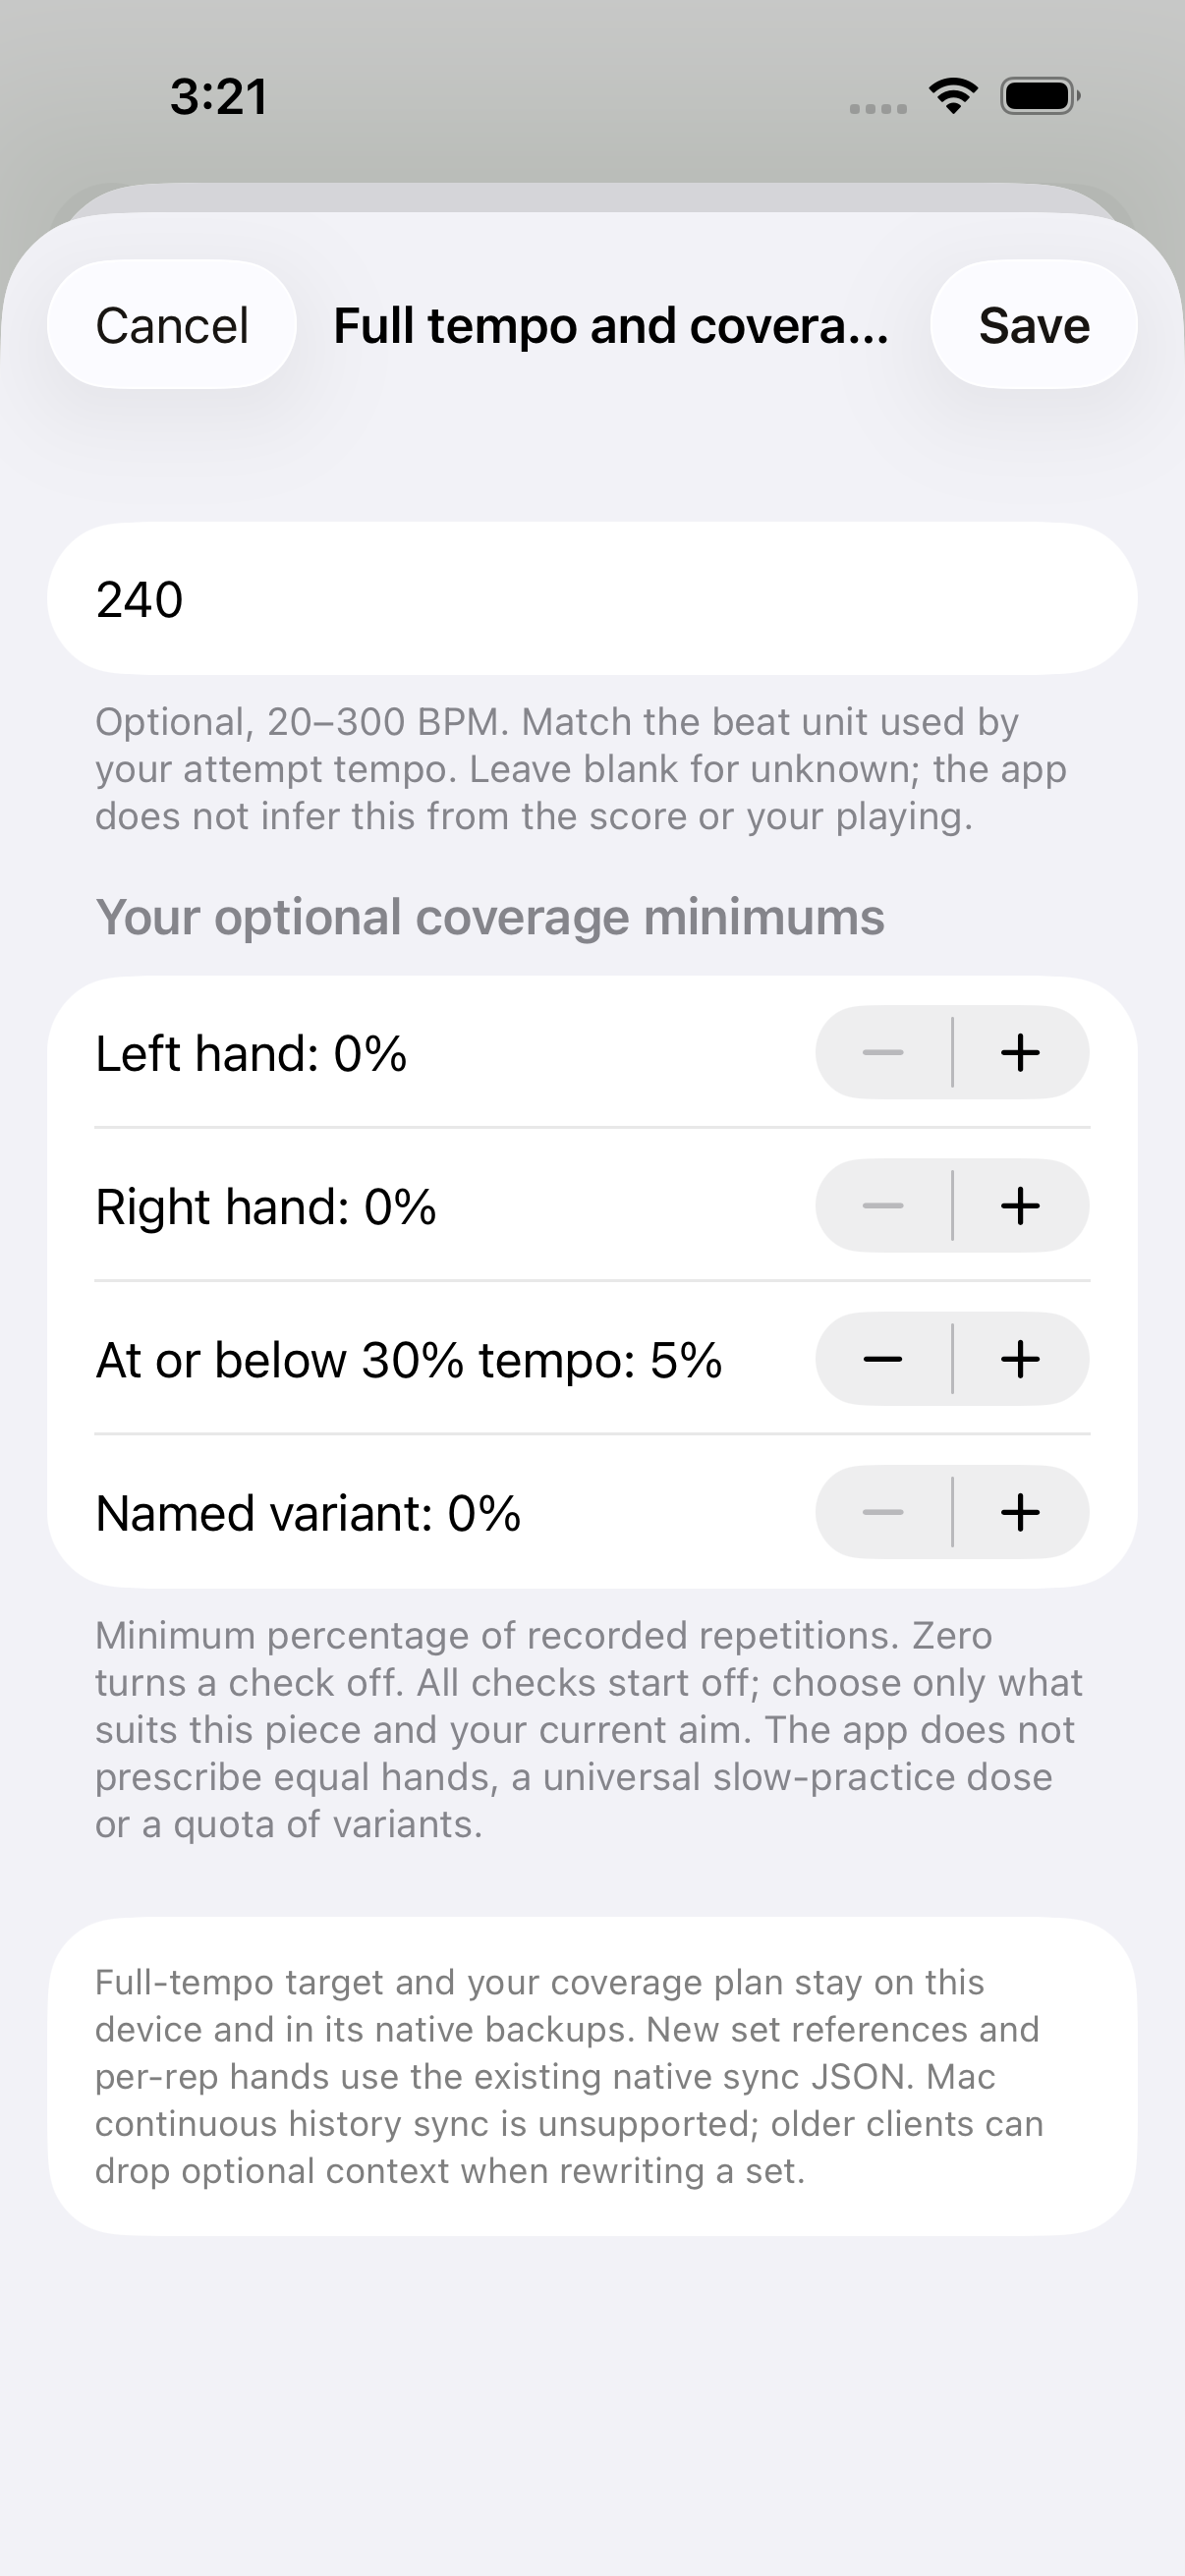 3:21
Cancel
Full tempo and covera...
Save
240
Optional, 20–300 BPM. Match the beat unit used by
your attempt tempo. Leave blank for unknown; the app
does not infer this from the score or your playing.
Your optional coverage minimums
Left hand: 0%
Right hand: 0%
At or below 30% tempo: 5%
Named variant: 0%
Minimum percentage of recorded repetitions. Zero
turns a check off. All checks start off; choose only what
suits this piece and your current aim. The app does not
prescribe equal hands, a universal slow-practice dose
or a quota of variants.
Full-tempo target and your coverage plan stay on this
device and in its native backups. New set references and
per-rep hands use the existing native sync JSON. Mac
continuous history sync is unsupported; older clients can
drop optional context when rewriting a set.